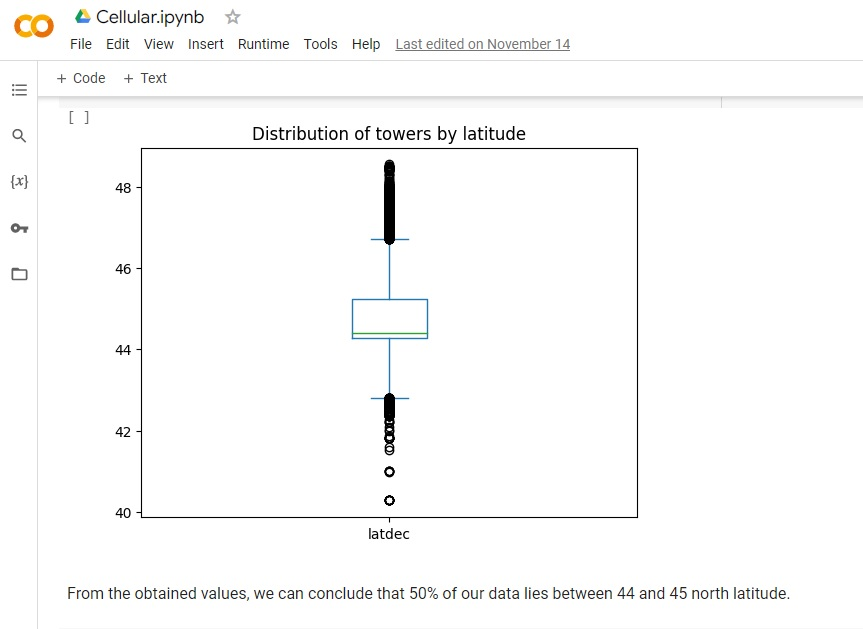 Cellular.ipynb
File Edit View Insert Runtime Tools Help Last edited on November 14
+ Code + Text
{x}
[ ]
Distribution of towers by latitude
48
46
44
42
40
latdec
From the obtained values, we can conclude that 50% of our data lies between 44 and 45 north latitude.